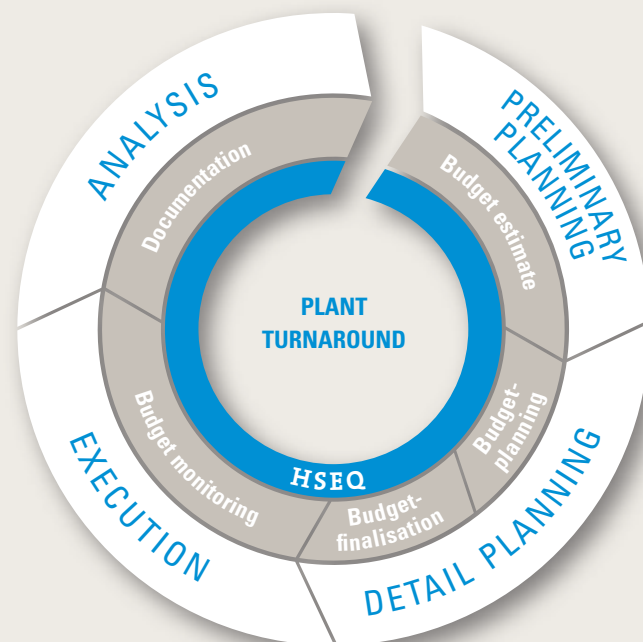 PRELIMINARY
PLANNING
Budget estimate
Budget-
planning
DETAIL PLANNING
Budget-
finalisation
EXECUTION
Budget monitoring
ANALYSIS
Documentation
HSEQ
PLANT
TURNAROUND